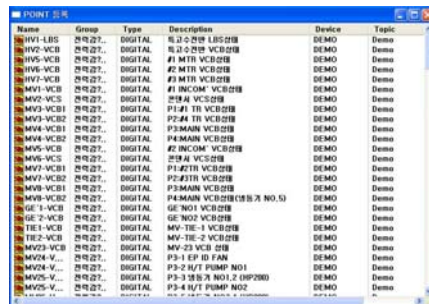 POINT 등록
Name Group Type Description Device Topic
HV1-LBS 전력감?,, DIGITAL 특고수전반 LBS상태 DEMO Demo
HV2-VCB 전력감?,, DIGITAL 특고수전반 VCB상태 DEMO Demo
HV5-VCB 전력감?,, DIGITAL #1 MTR VCB상태 DEMO Demo
HV6-VCB 전력감?,, DIGITAL #2 MTR VCB상태 DEMO Demo
HV7-VCB 전력감?,, DIGITAL #3 MTR VCB상태 DEMO Demo
MV1-VCB 전력감?,, DIGITAL #1 INCOM' VCB상태 DEMO Demo
MV2-VCS 전력감?,, DIGITAL 콘덴서 VCS상태 DEMO Demo
MV3-VCB1 전력감?,, DIGITAL P1:#1 TR VCB상태 DEMO Demo
MV3-VCB2 전력감?,, DIGITAL P2:#4 TR VCB상태 DEMO Demo
MV4-VCB1 전력감?,, DIGITAL P3:MAIN VCB상태 DEMO Demo
MV4-VCB2 전력감?,, DIGITAL P4:MAIN VCB상태 DEMO Demo
MV5-VCB 전력감?,, DIGITAL #2 INCOM' VCB상태 DEMO Demo
MV6-VCS 전력감?,, DIGITAL 콘덴서 VCS상태 DEMO Demo
MV7-VCB1 전력감?,, DIGITAL P1:#2TR VCB상태 DEMO Demo
MV7-VCB2 전력감?,, DIGITAL P2:#3TR VCB상태 DEMO Demo
MV8-VCB1 전력감?,, DIGITAL P3:MAIN VCB상태 DEMO Demo
MV8-VCB2 전력감?,, DIGITAL P4:MAIN VCB상태(냉동기 NO,5) DEMO Demo
GE'1-VCB 전력감?,, DIGITAL GE'NO1 VCB상태 DEMO Demo
GE'2-VCB 전력감?,, DIGITAL GE'NO2 VCB상태 DEMO Demo
TIE1-VCB 전력감?,, DIGITAL MV-TIE-1 VCB상태 DEMO Demo
TIE2-VCB 전력감?,, DIGITAL MV-TIE-2 VCB상태 DEMO Demo
MV23-VCB 전력감?,, DIGITAL MV-23 VCB 상태 DEMO Demo
MV24-V,,, 전력감?,, DIGITAL P3-1 EP ID FAN DEMO Demo
MV24-V,,, 전력감?,, DIGITAL P3-2 H/T PUMP NO1 DEMO Demo
MV25-V,,, 전력감?,, DIGITAL P3-3 냉동기 NO1,2 (HP200) DEMO Demo
MV25-V,,, 전력감?,, DIGITAL P3-4 H/T PUMP NO2 DEMO Demo